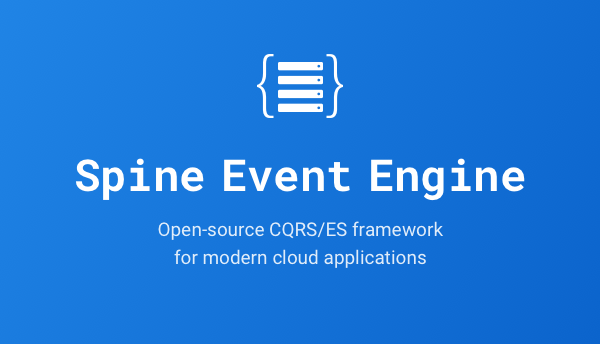 Spine Event Engine
Open-source CQRS/ES framework
for modern cloud applications